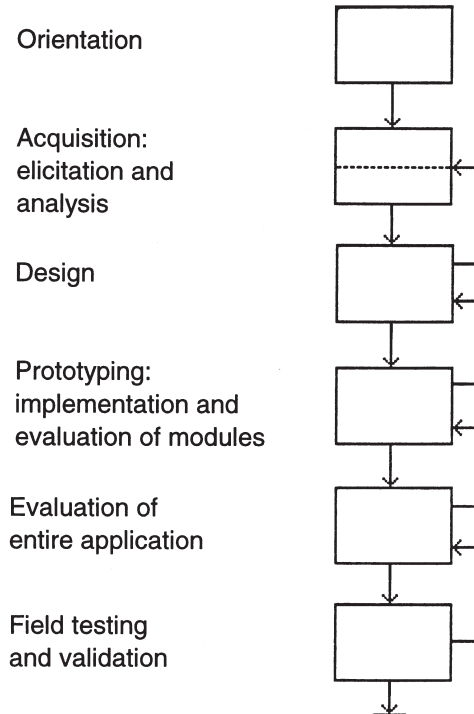 Orientation
Acquisition:
elicitation and
analysis
Design
Prototyping:
implementation and
evaluation of modules
Evaluation of
entire application
Field testing
and validation